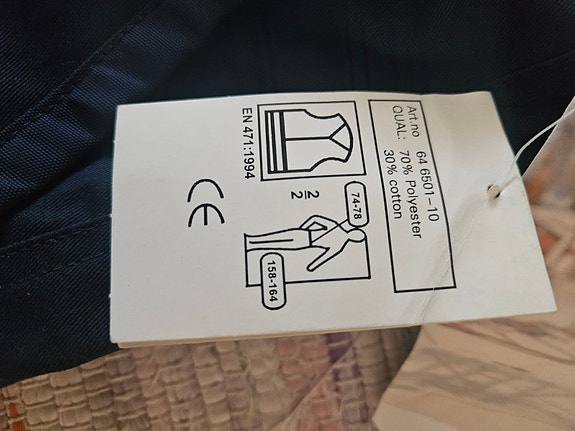 Art.no 64 6501-10
QUAL: 70% Polyester
30% cotton
2
2
74-78
158-164
EN 471:1994
CE